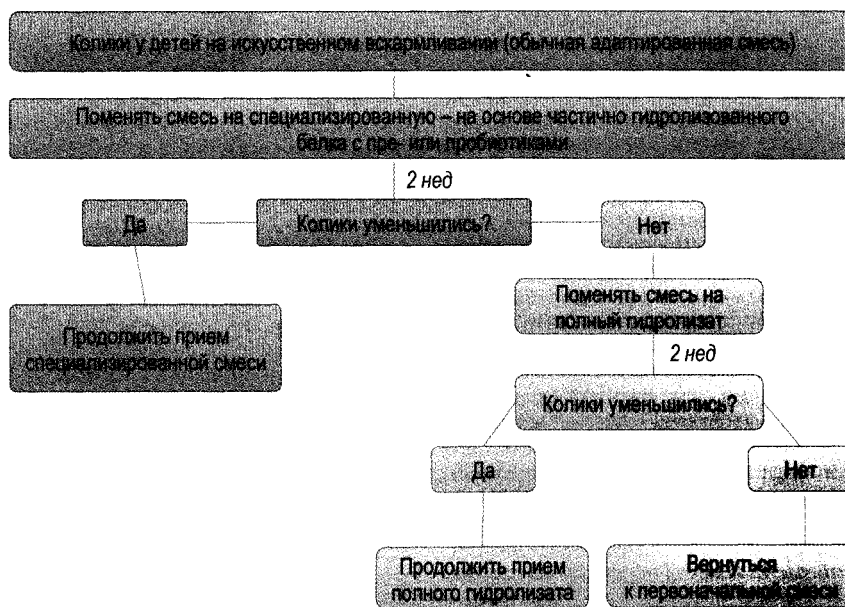 Колики у детей на искусственном вскармливании (обычная адаптированная смесь)
Поменять смесь на специализированную – на основе частично гидролизованного
белка с пре- или пробиотиками
2 нед
Да
Колики уменьшились?
Нет
Поменять смесь на
полный гидролизат
Продолжить прием
специализированной смеси
2 нед
Колики уменьшились?
Да
Нет
Продолжить прием
полного гидролизата
Вернуться
к первоначальной смеси